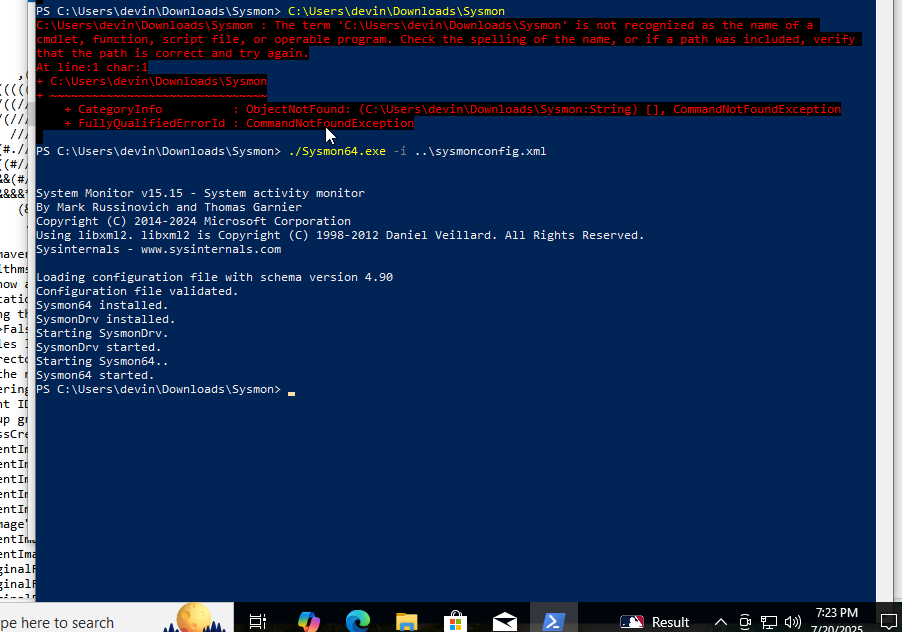 PS C:\Users\devin\Downloads\Sysmon> C:\Users\devin\Downloads\Sysmon
C:\Users\devin\Downloads\Sysmon : The term 'C:\Users\devin\Downloads\Sysmon' is not recognized as the name of a
cmdlet, function, script file, or operable program. Check the spelling of the name, or if a path was included, verify
that the path is correct and try again.
At line:1 char:1
+ C:\Users\devin\Downloads\Sysmon
+ ~~~~~~~~~~~~~~~~~~~~~~~~~~~~~~~
+ CategoryInfo : ObjectNotFound: (C:\Users\devin\Downloads\Sysmon:String) [], CommandNotFoundException
+ FullyQualifiedErrorId : CommandNotFoundException
PS C:\Users\devin\Downloads\Sysmon> ./Sysmon64.exe -i ..\sysmonconfig.xml
System Monitor v15.15 - System activity monitor
By Mark Russinovich and Thomas Garnier
Copyright (C) 2014-2024 Microsoft Corporation
Using libxml2. libxml2 is Copyright (C) 1998-2012 Daniel Veillard. All Rights Reserved.
Sysinternals - www.sysinternals.com
Loading configuration file with schema version 4.90
Configuration file validated.
Sysmon64 installed.
SysmonDrv installed.
Starting SysmonDrv.
SysmonDrv started.
Starting Sysmon64..
Sysmon64 started.
PS C:\Users\devin\Downloads\Sysmon>
pe here to search
Result
7:23 PM
7/20/2025